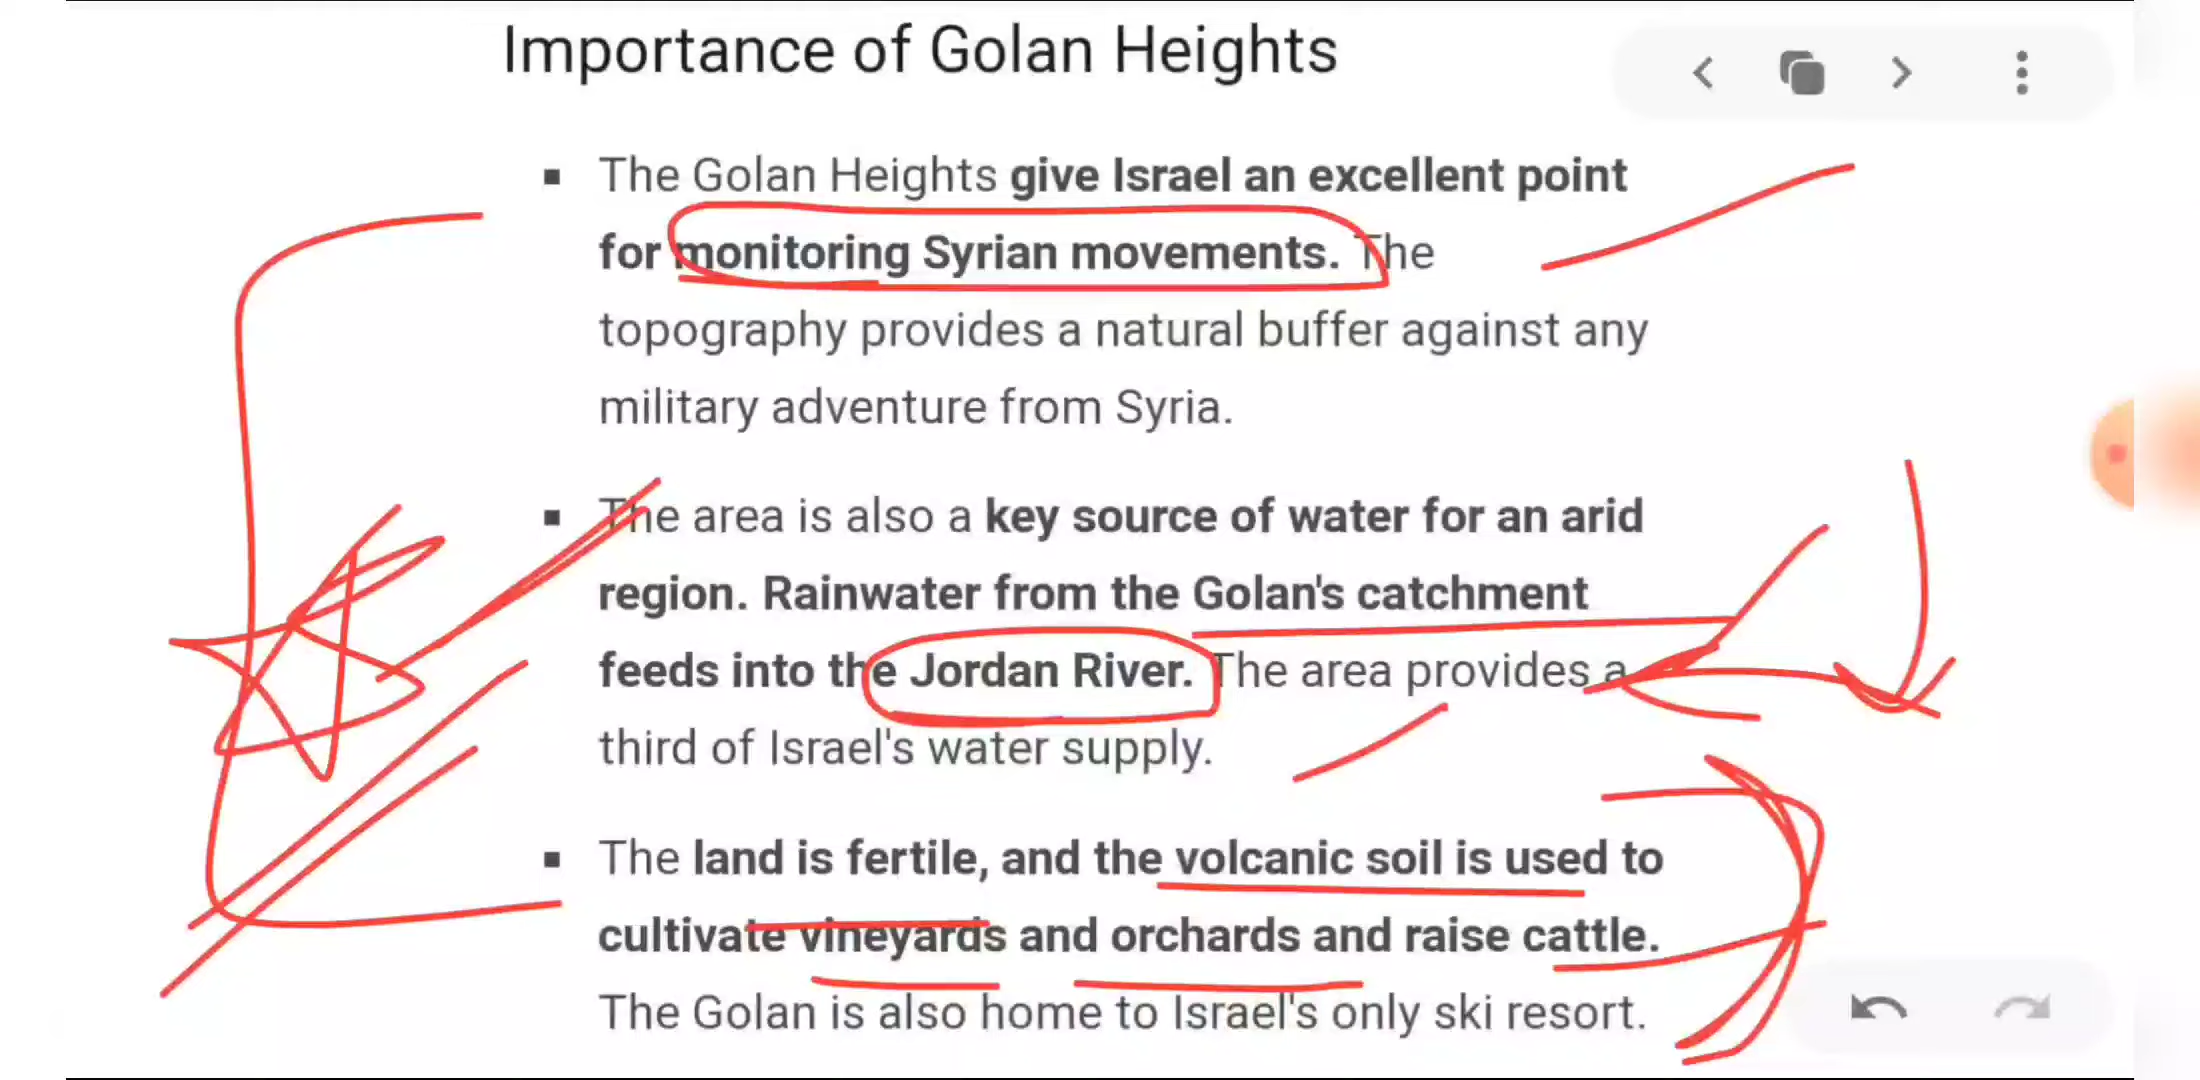 Importance of Golan Heights
▪ The Golan Heights give Israel an excellent point
for monitoring Syrian movements. The
topography provides a natural buffer against any
military adventure from Syria.
▪ The area is also a key source of water for an arid
region. Rainwater from the Golan's catchment
feeds into the Jordan River. The area provides a
third of Israel's water supply.
▪ The land is fertile, and the volcanic soil is used to
cultivate vineyards and orchards and raise cattle.
The Golan is also home to Israel's only ski resort.